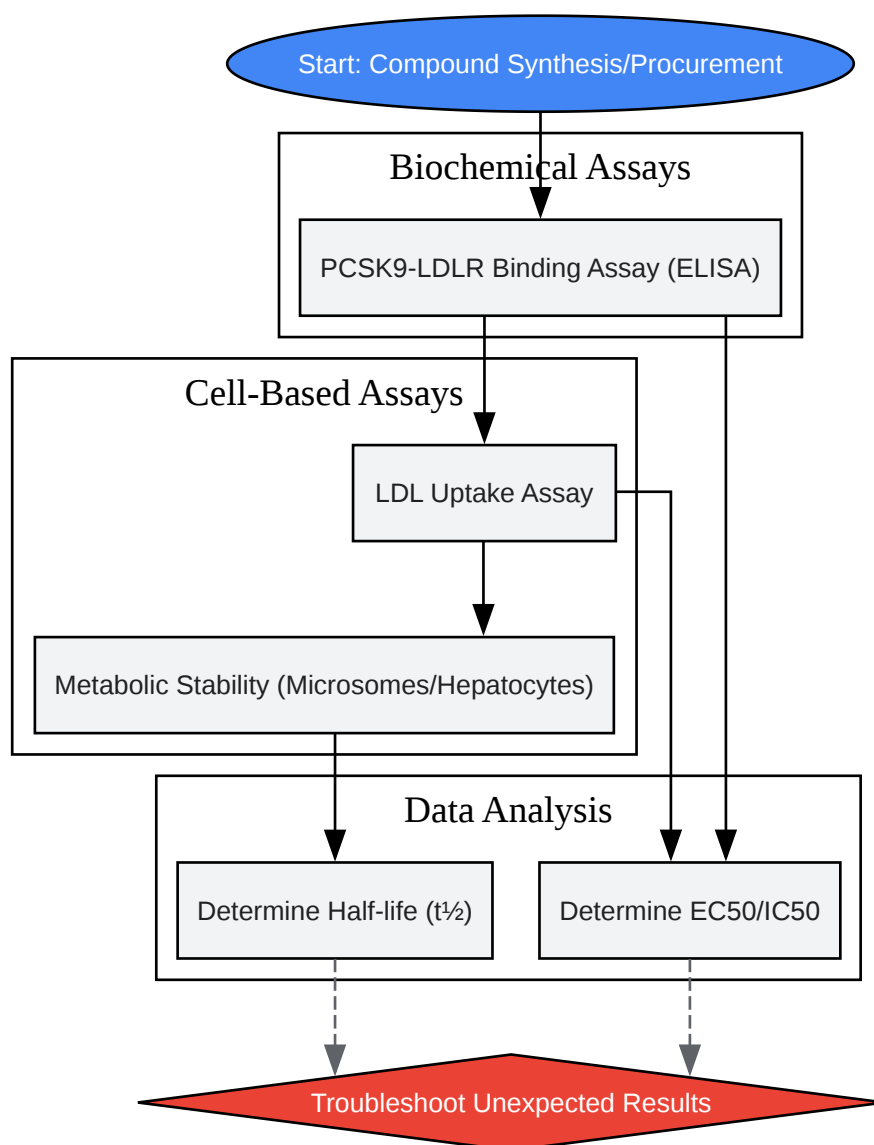 Start: Compound Synthesis/Procurement
Biochemical Assays
PCSK9-LDLR Binding Assay (ELISA)
Cell-Based Assays
LDL Uptake Assay
Metabolic Stability (Microsomes/Hepatocytes)
Data Analysis
Determine Half-life (t½)
Determine EC50/IC50
Troubleshoot Unexpected Results